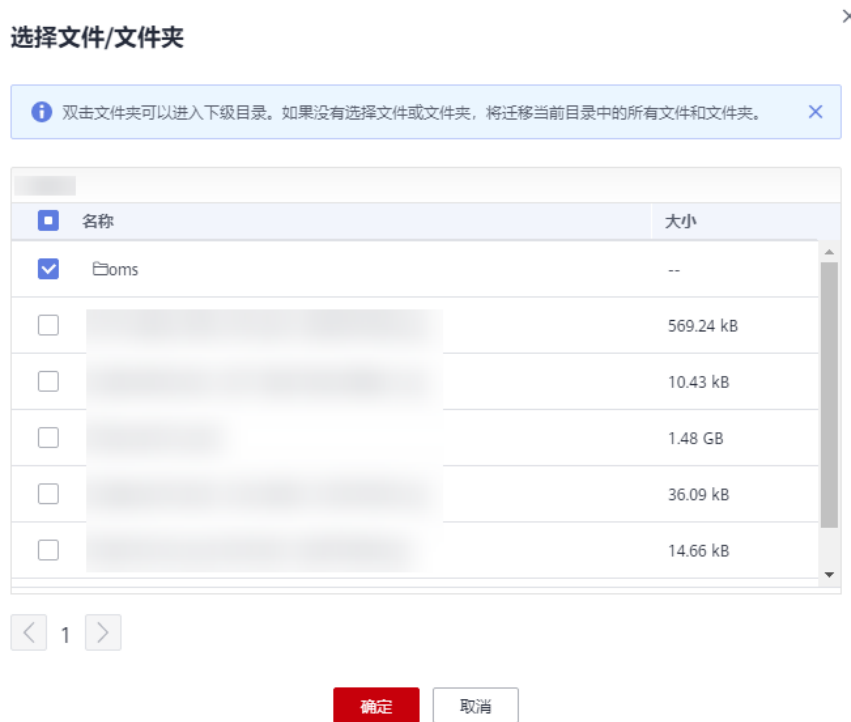 选择文件/文件夹
双击文件夹可以进入下级目录。如果没有选择文件或文件夹，将迁移当前目录中的所有文件和文件夹。
名称 大小
oms --
569.24 kB
10.43 kB
1.48 GB
36.09 kB
14.66 kB
1
确定 取消